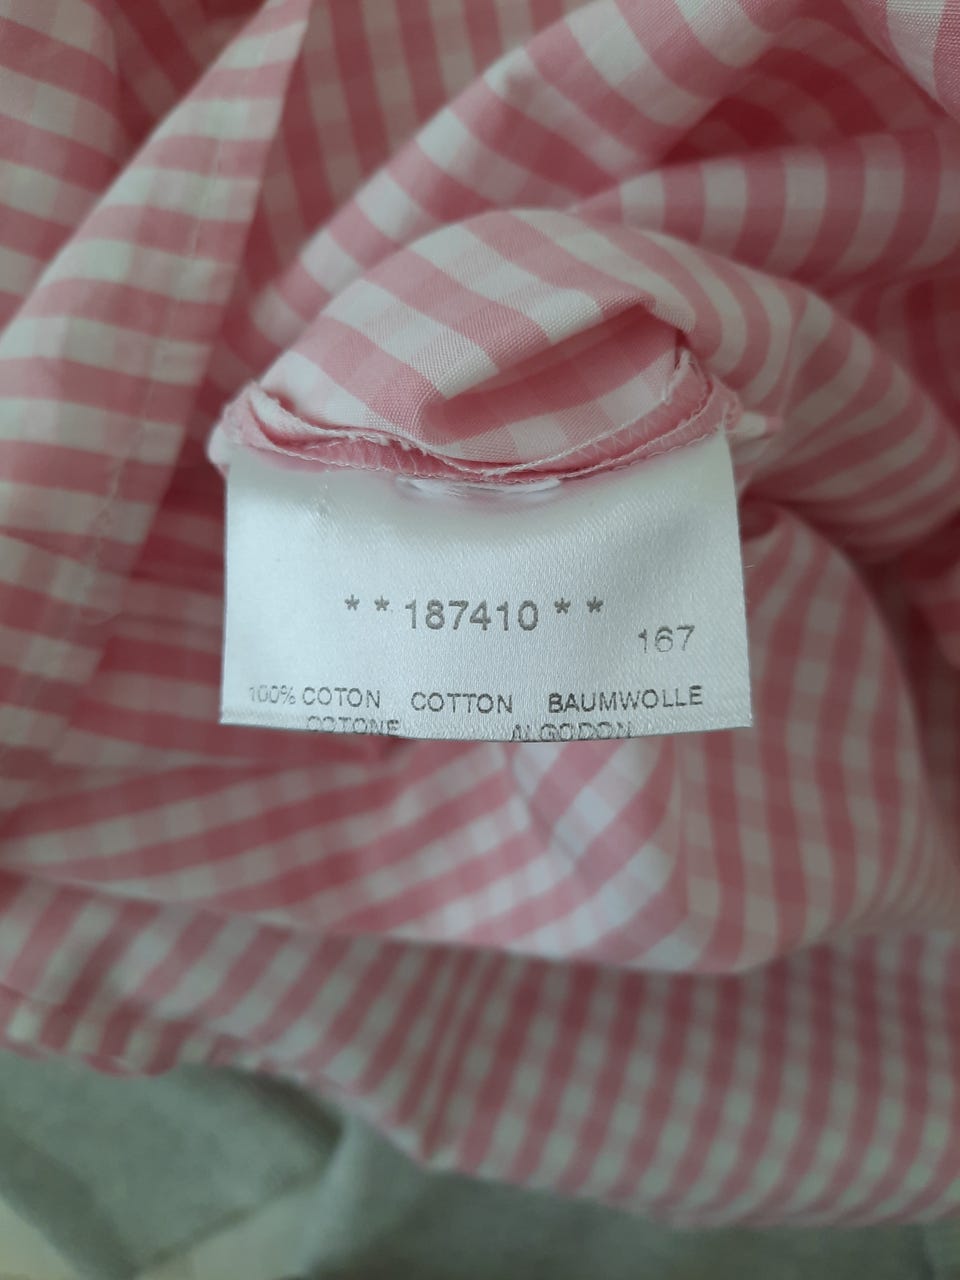 * * 187410 * *
167
100% COTON COTTON BAUMWOLLE
COTONE ALGODON